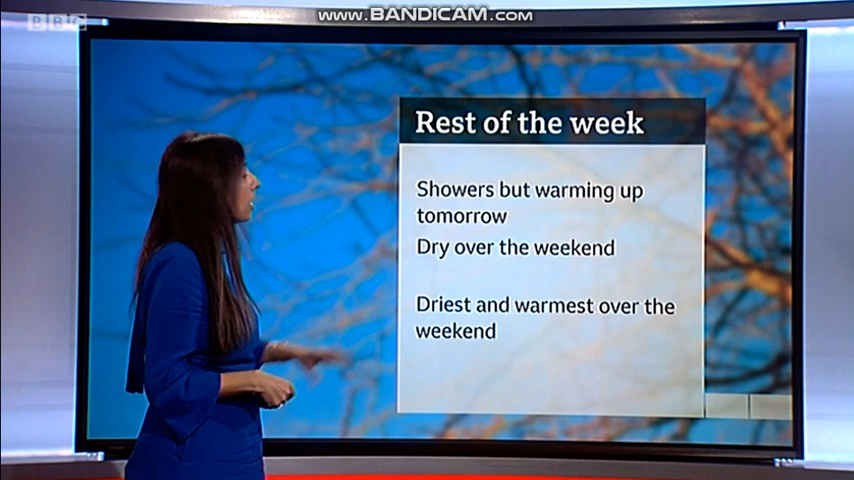 www.BANDICAM.com
BBC
Rest of the week
Showers but warming up
tomorrow
Dry over the weekend
Driest and warmest over the
weekend